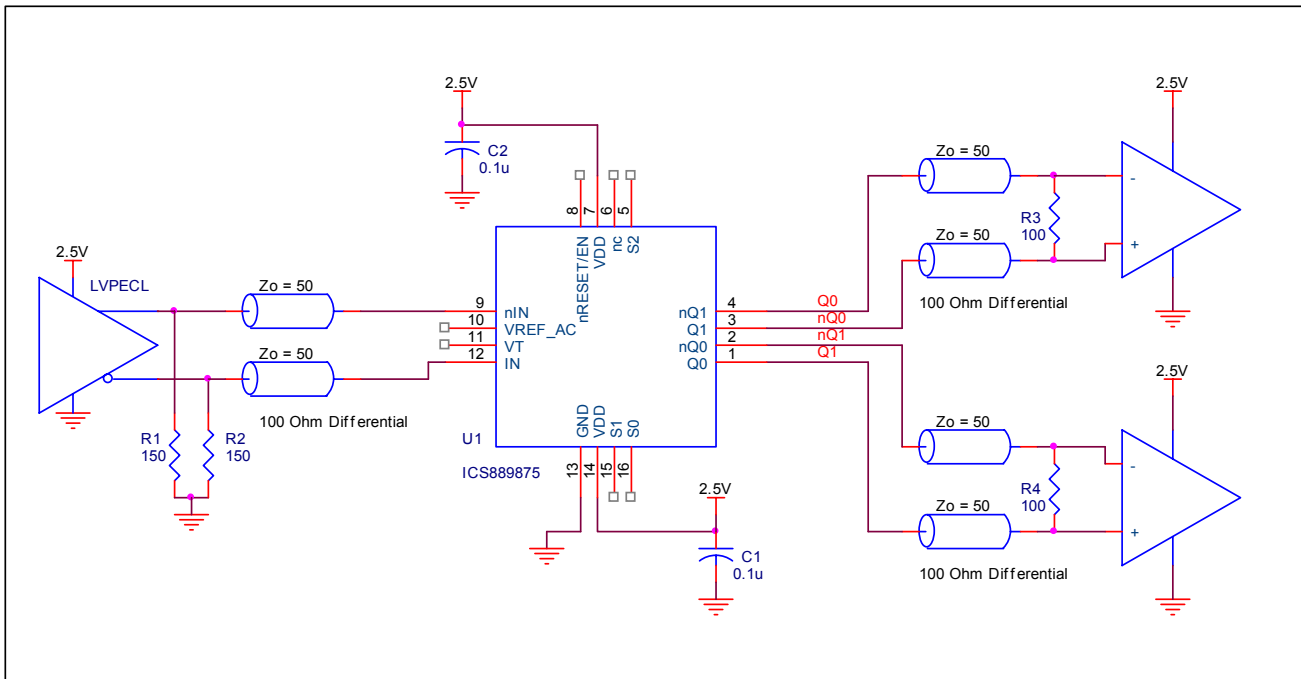 2.5V
C2
0.1u
8
7
6
5
nRESET/EN
VDD
nc
S2
2.5V
LVPECL
Zo = 50
Zo = 50
100 Ohm Differential
R1
150
R2
150
9
10
11
12
nIN
VREF_AC
VT
IN
nQ1
Q1
nQ0
Q0
4
3
2
1
Q0
nQ0
nQ1
Q1
GND
VDD
S1
S0
13
14
15
16
U1
ICS889875
2.5V
C1
0.1u
2.5V
Zo = 50
Zo = 50
R3
100
-
+
100 Ohm Differential
2.5V
Zo = 50
Zo = 50
R4
100
-
+
100 Ohm Differential